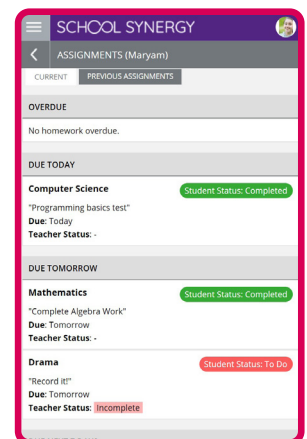 SCHOOL SYNERGY
ASSIGNMENTS (Maryam)
CURRENT PREVIOUS ASSIGNMENTS
OVERDUE
No homework overdue.
DUE TODAY
Computer Science Student Status: Completed
"Programming basics test"
Due: Today
Teacher Status: -
DUE TOMORROW
Mathematics Student Status: Completed
"Complete Algebra Work"
Due: Tomorrow
Teacher Status: -
Drama Student Status: To Do
"Record it!"
Due: Tomorrow
Teacher Status: Incomplete